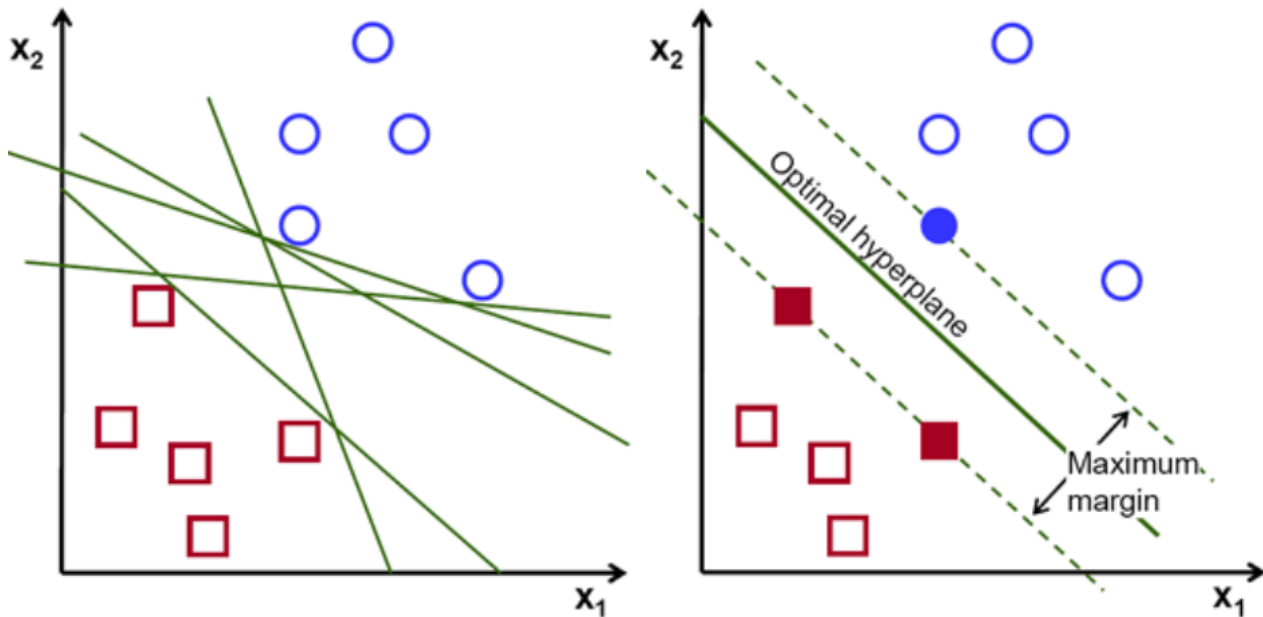 x₂
x₁
x₂
Optimal hyperplane
Maximum
margin
x₁